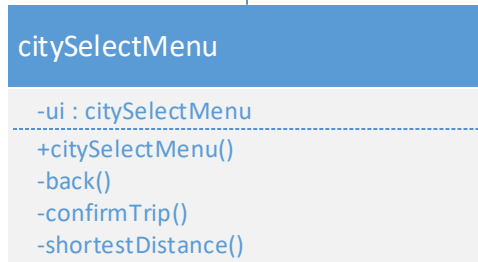 citySelectMenu
-ui : citySelectMenu
+citySelectMenu()
-back()
-confirmTrip()
-shortestDistance()